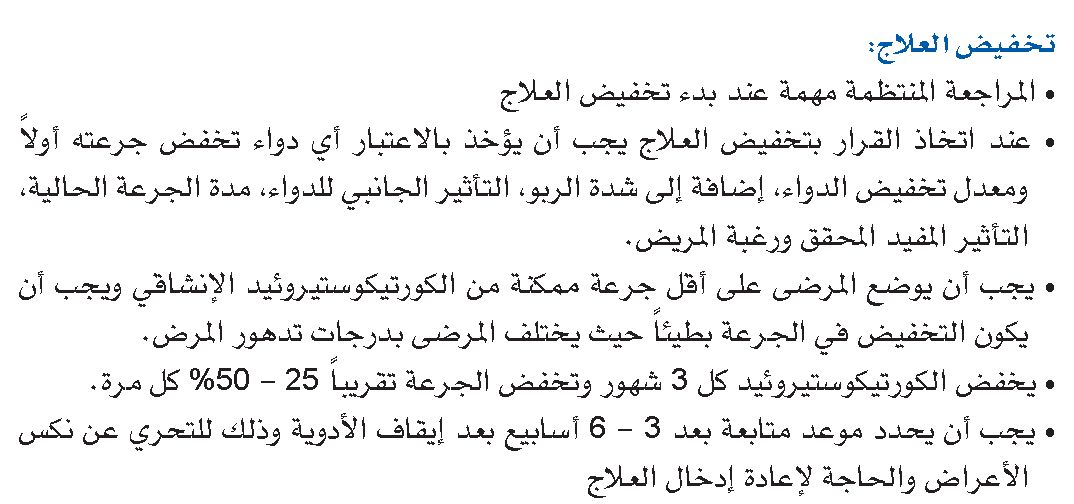 تخفيض العلاج:
• المراجعة المنتظمة مهمة عند بدء تخفيض العلاج
• عند اتخاذ القرار بتخفيض العلاج يجب أن يؤخذ بالاعتبار أي دواء تخفض جرعته أولاً
ومعدل تخفيض الدواء، إضافة إلى شدة الربو، التأثير الجانبي للدواء، مدة الجرعة الحالية،
التأثير المفيد المحقق ورغبة المريض.
• يجب أن يوضع المرضى على أقل جرعة ممكنة من الكورتيكوستيروئيد الإنشاقي ويجب أن
يكون التخفيض في الجرعة بطيئاً حيث يختلف المرضى بدرجات تدهور المرض.
• يخفض الكورتيكوستيروئيد كل 3 شهور وتخفض الجرعة تقريباً 25 – 50% كل مرة.
• يجب أن يحدد موعد متابعة بعد 3 – 6 أسابيع بعد إيقاف الأدوية وذلك للتحري عن نكس
الأعراض والحاجة لإعادة إدخال العلاج